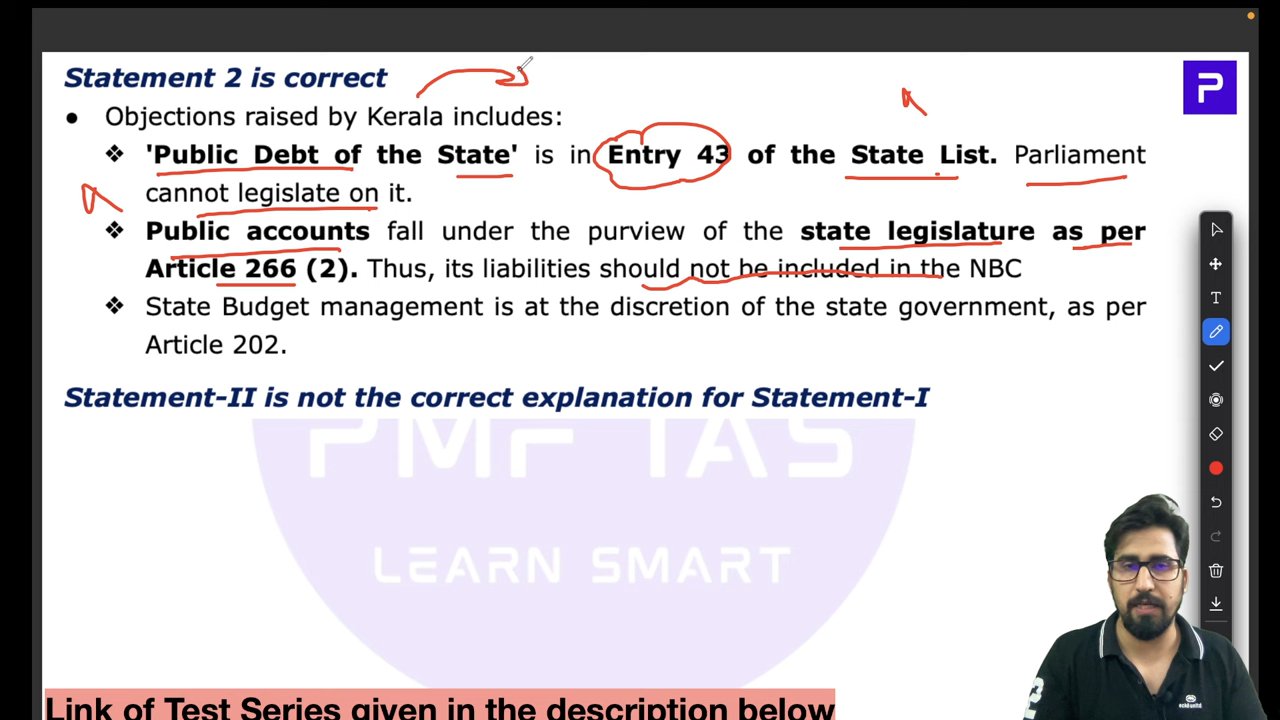 Statement 2 is correct
P
● Objections raised by Kerala includes:
❖ 'Public Debt of the State' is in Entry 43 of the State List. Parliament
cannot legislate on it.
❖ Public accounts fall under the purview of the state legislature as per
Article 266 (2). Thus, its liabilities should not be included in the NBC
❖ State Budget management is at the discretion of the state government, as per
Article 202.
Statement-II is not the correct explanation for Statement-I
PMF IAS
LEARN SMART
T
Link of Test Series given in the description below